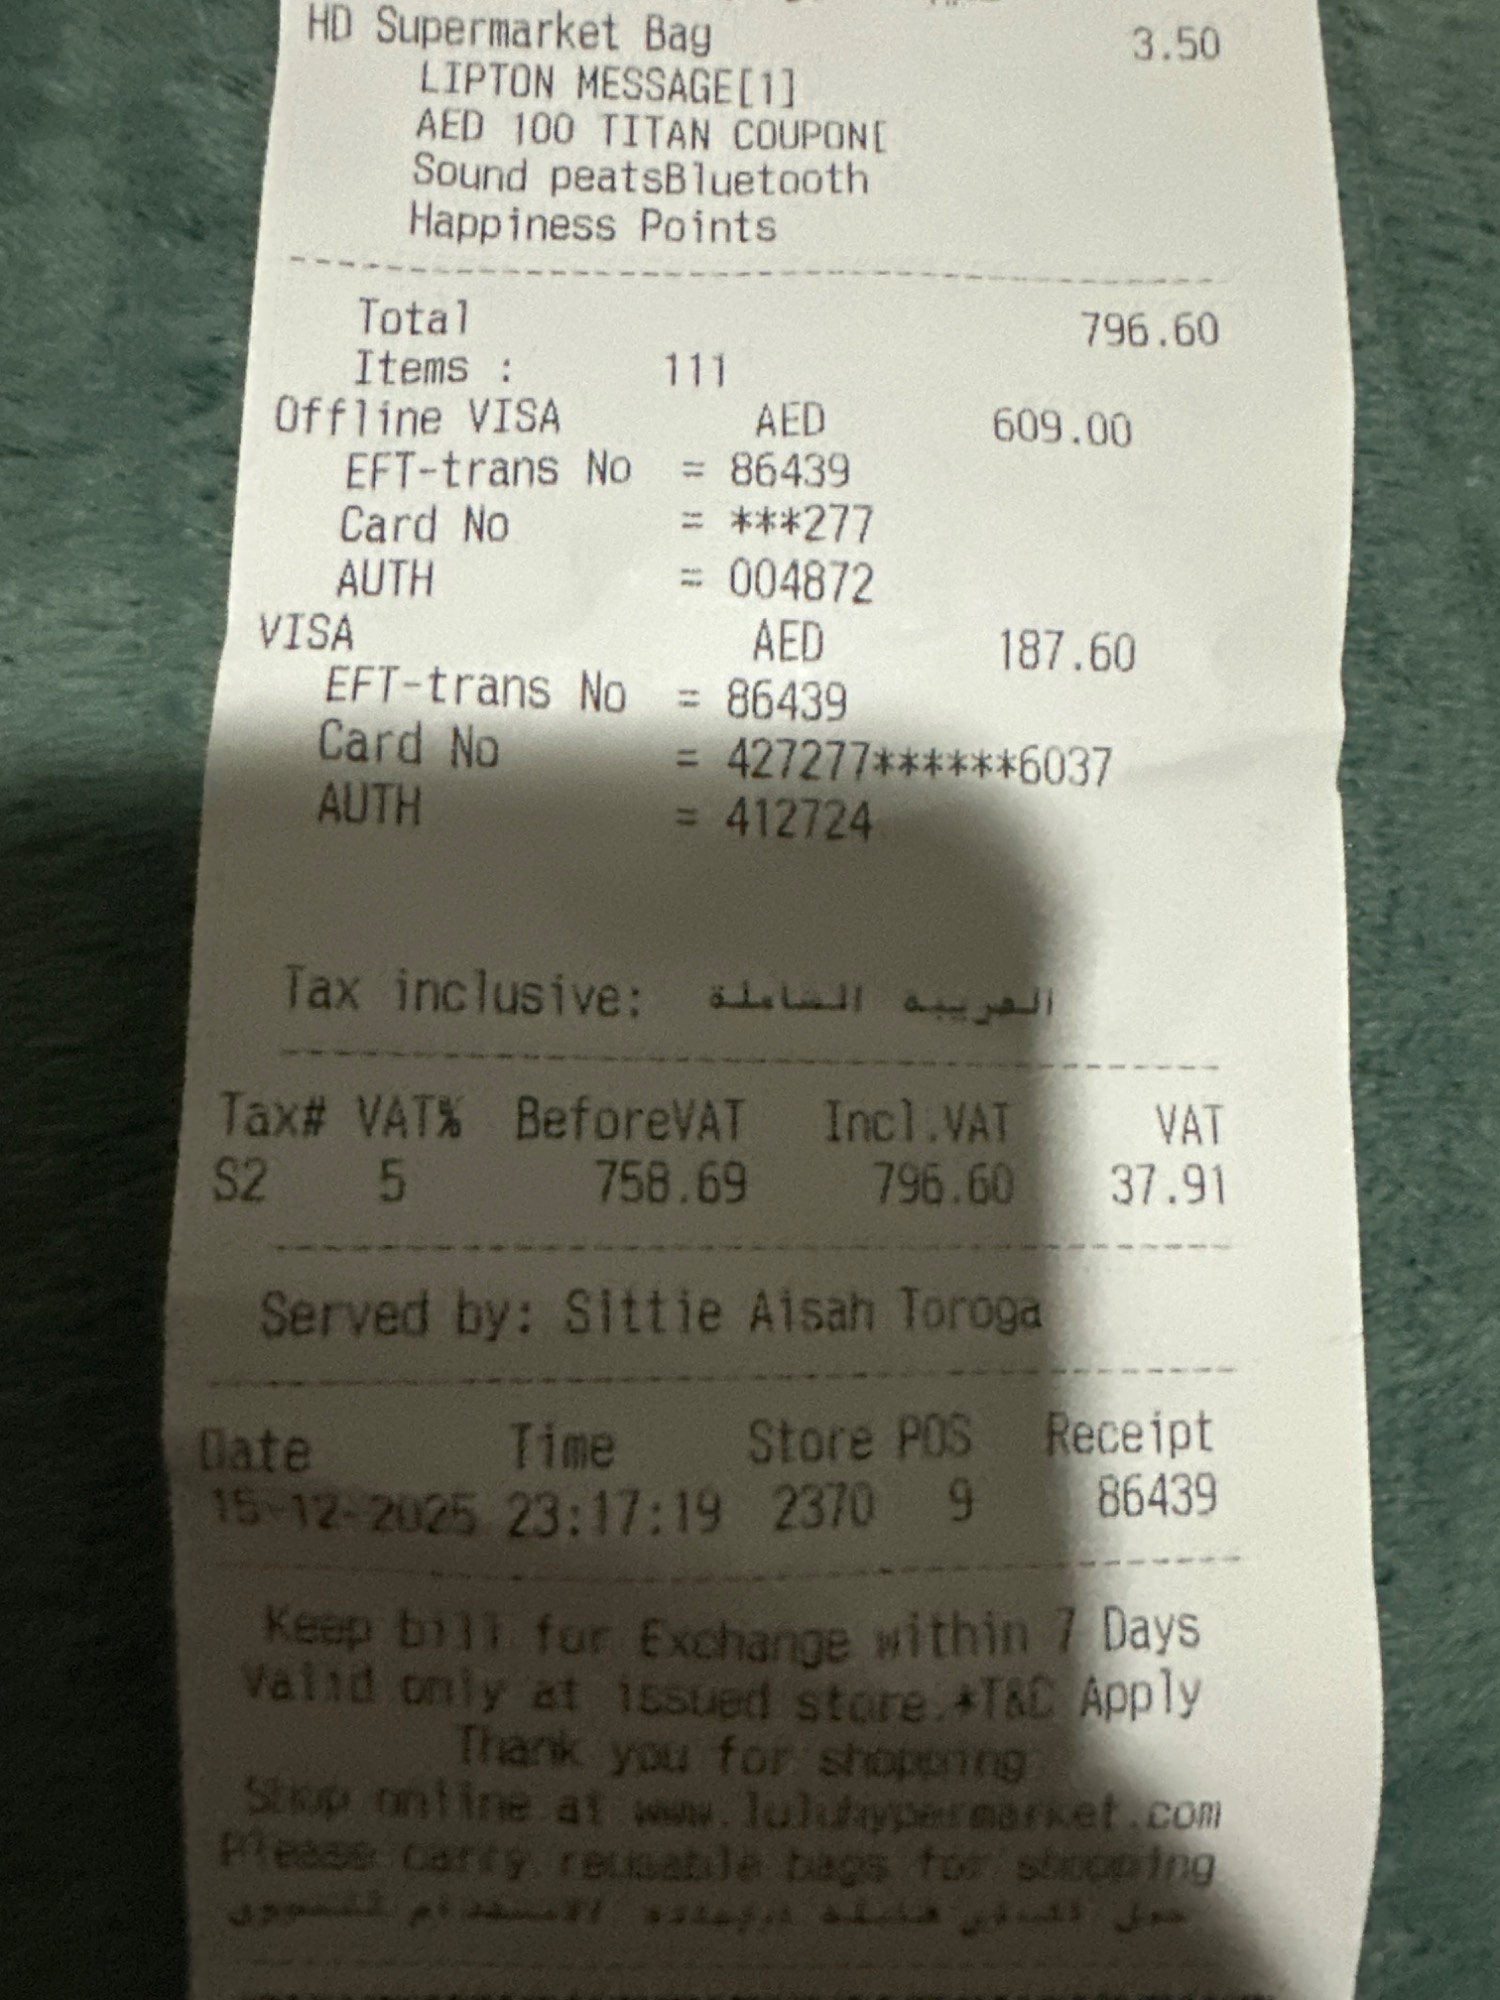 HD Supermarket Bag 3.50
LIPTON MESSAGE[1]
AED 100 TITAN COUPON[
Sound peatsBluetooth
Happiness Points
Total 796.60
Items : 111
Offline VISA AED 609.00
EFT-trans No = 86439
Card No = ***277
AUTH = 004872
VISA AED 187.60
EFT-trans No = 86439
Card No = 427277******6037
AUTH = 412724
Tax inclusive: الضريبه الشاملة
Tax# VAT% BeforeVAT Incl.VAT VAT
S2 5 758.69 796.60 37.91
Served by: Sittie Aisah Toroga
Date Time Store POS Receipt
15-12-2025 23:17:19 2370 9 86439
Keep bill for Exchange within 7 Days
Valid only at issued store.*T&C Apply
Thank you for shopping
Shop online at www.luluhypermarket.com
Please carry reusable bags for shopping